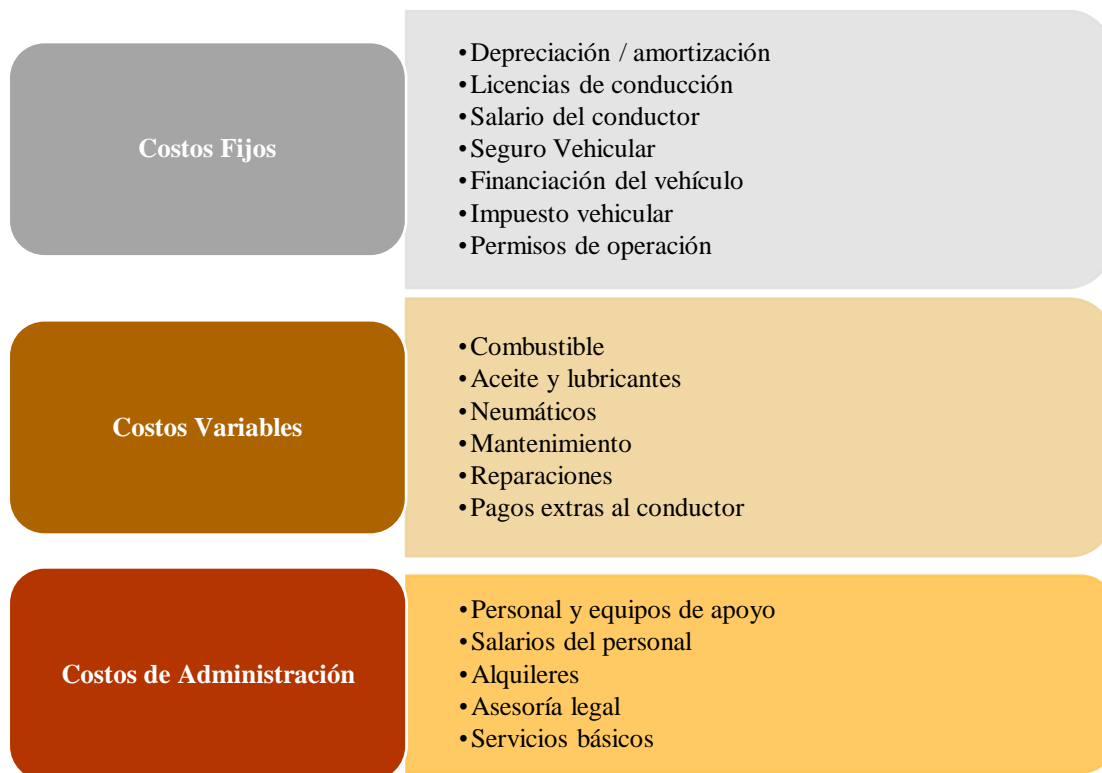 Costos Fijos
•Depreciación / amortización
•Licencias de conducción
•Salario del conductor
•Seguro Vehicular
•Financiación del vehículo
•Impuesto vehicular
•Permisos de operación
Costos Variables
•Combustible
•Aceite y lubricantes
•Neumáticos
•Mantenimiento
•Reparaciones
•Pagos extras al conductor
Costos de Administración
•Personal y equipos de apoyo
•Salarios del personal
•Alquileres
•Asesoría legal
•Servicios básicos